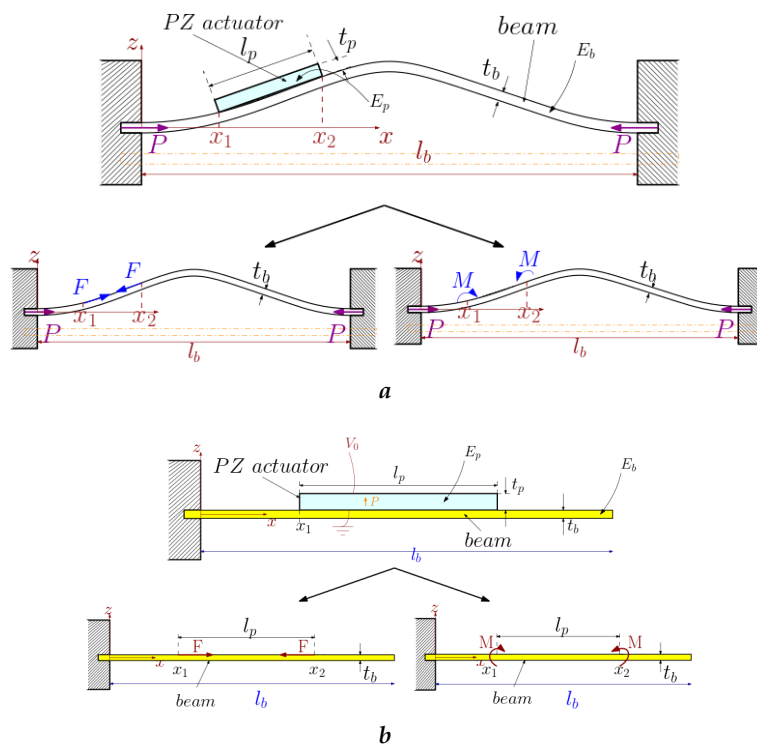 PZ actuator
beam
z
l_p
t_p
t_b
E_b
E_p
P
x_1
x_2
x
P
l_b
z
F
F
t_b
x_1
x_2
P
P
l_b
z
M
M
t_b
x_1
x_2
P
P
l_b
a
z
V_0
l_p
E_p
PZ actuator
t_p
E_b
P
x
x_1
beam
t_b
l_b
z
l_p
F
F
x
x_1
x_2
t_b
beam
l_b
z
l_p
M
M
x
x_1
x_2
t_b
beam
l_b
b